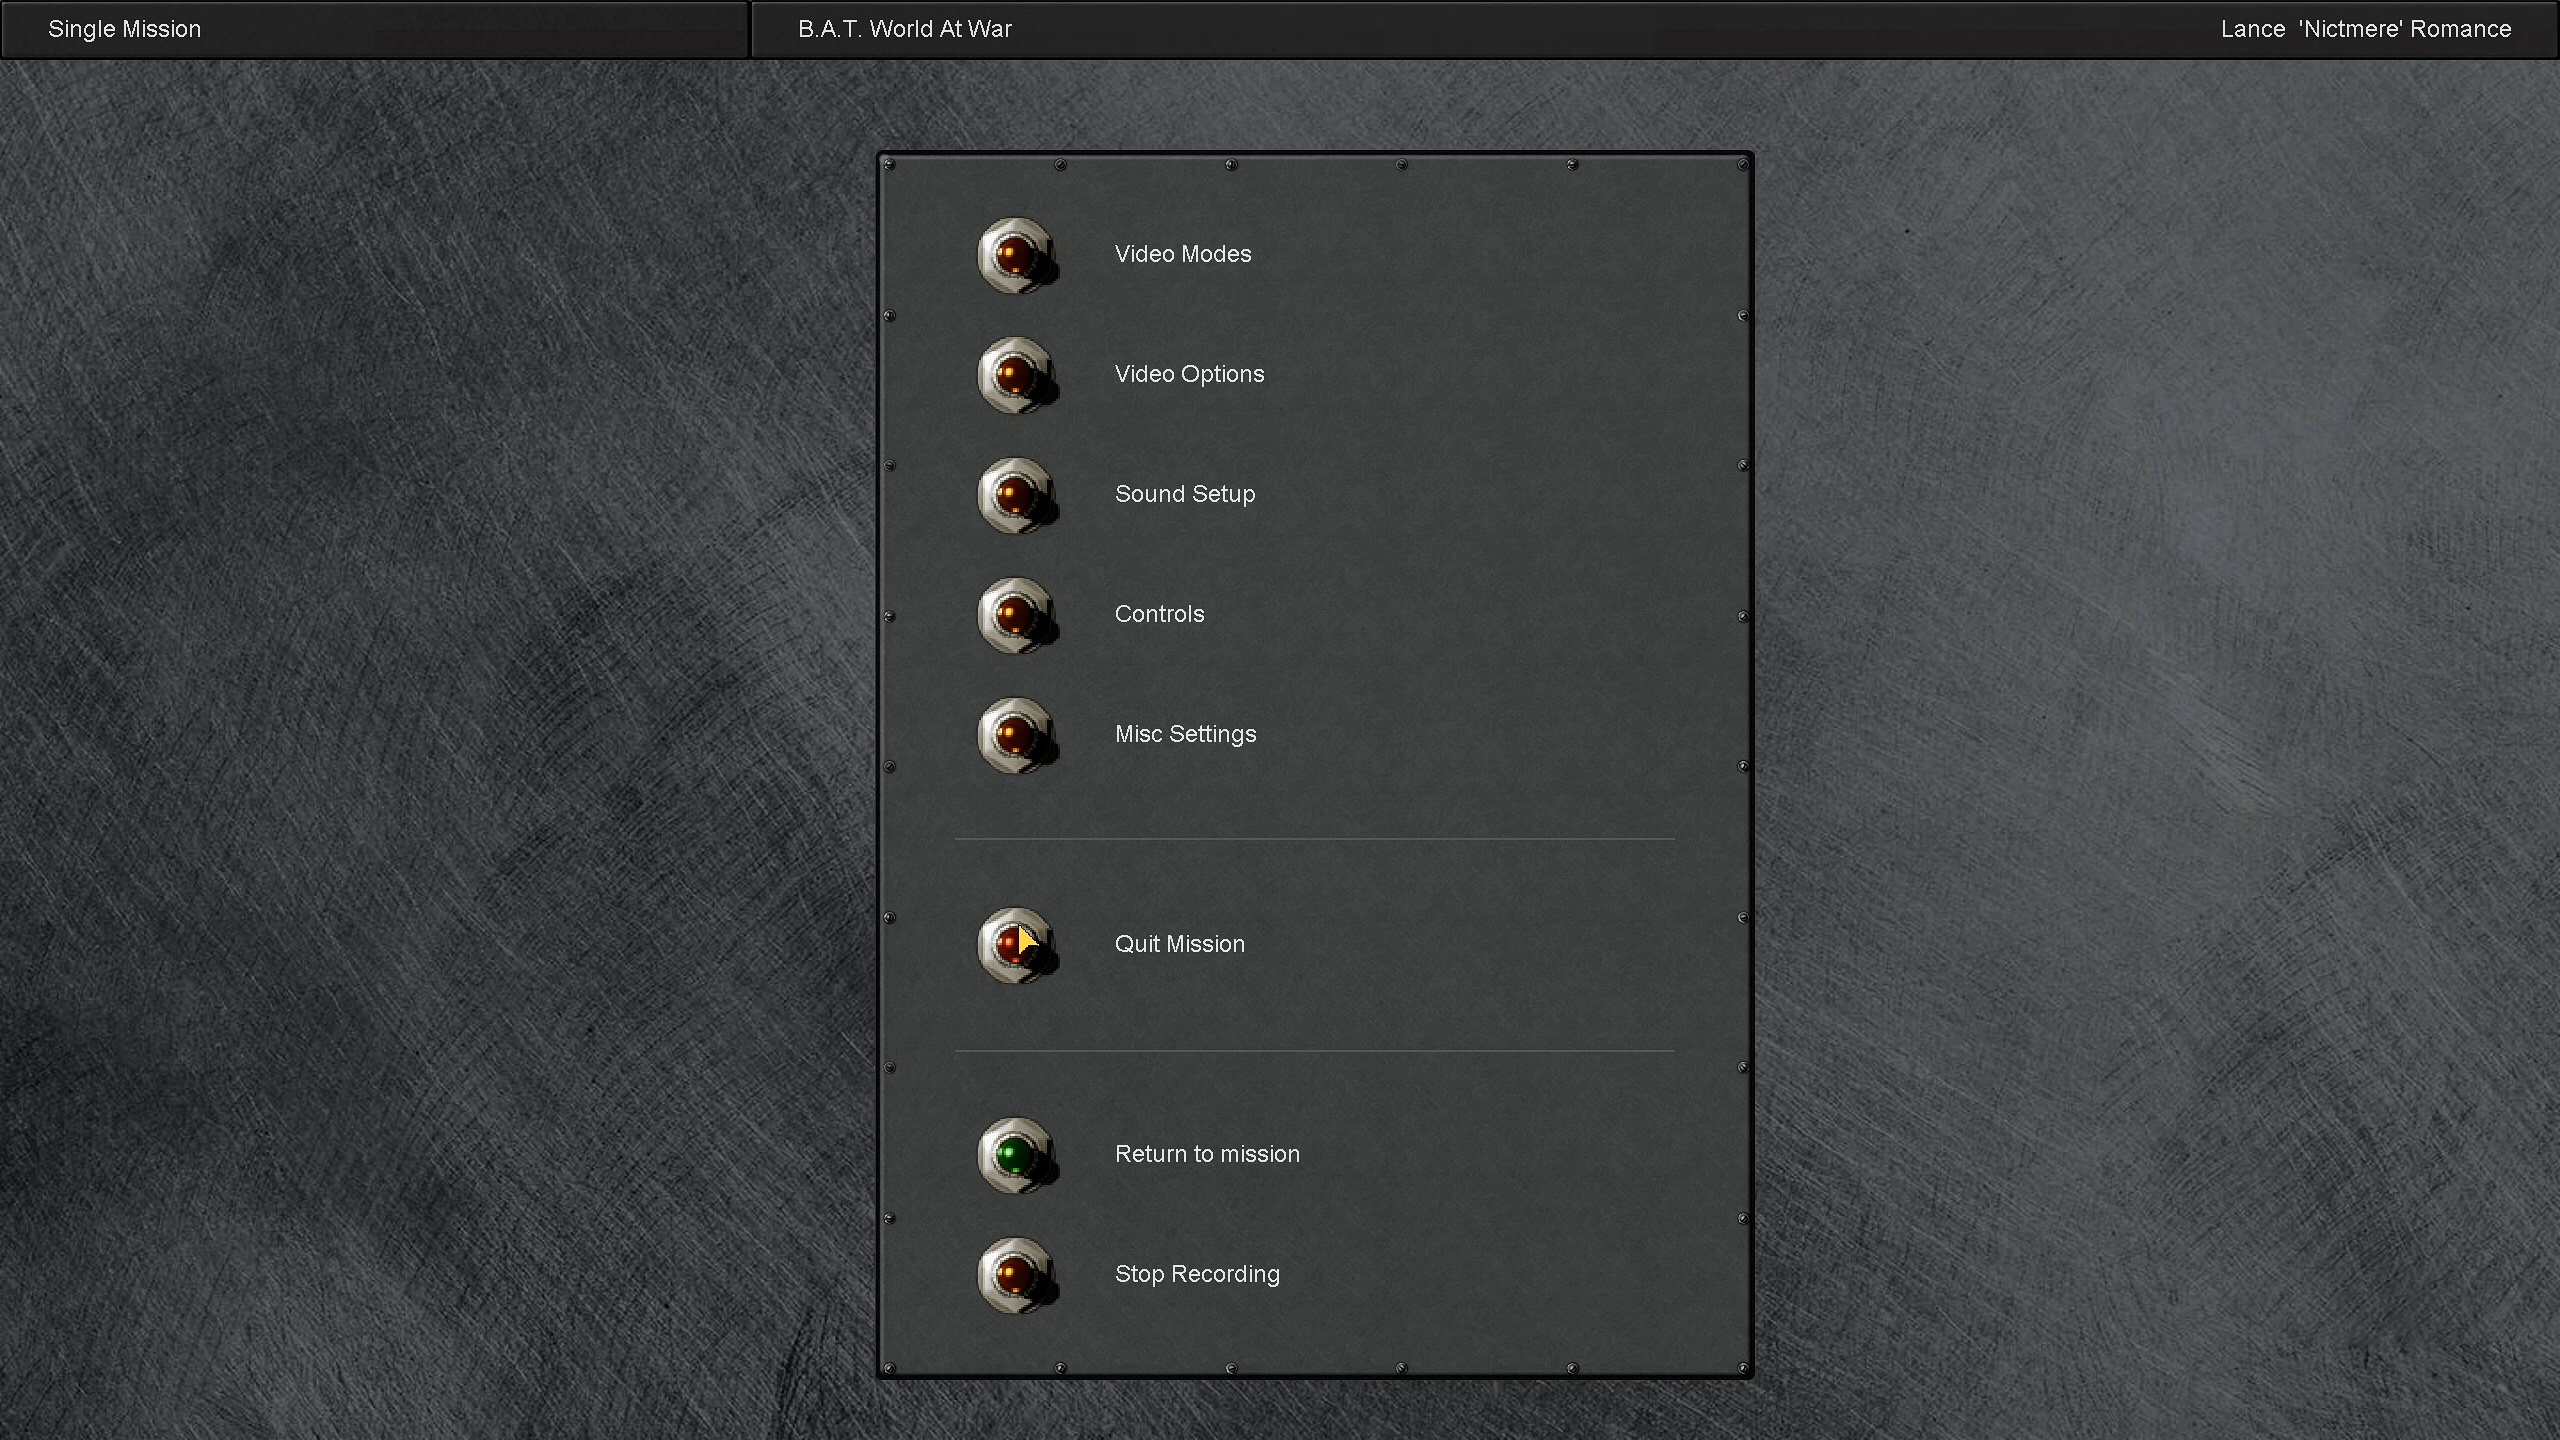 Single Mission
B.A.T. World At War
Lance  'Nictmere' Romance
Video Modes
Video Options
Sound Setup
Controls
Misc Settings
Quit Mission
Return to mission
Stop Recording